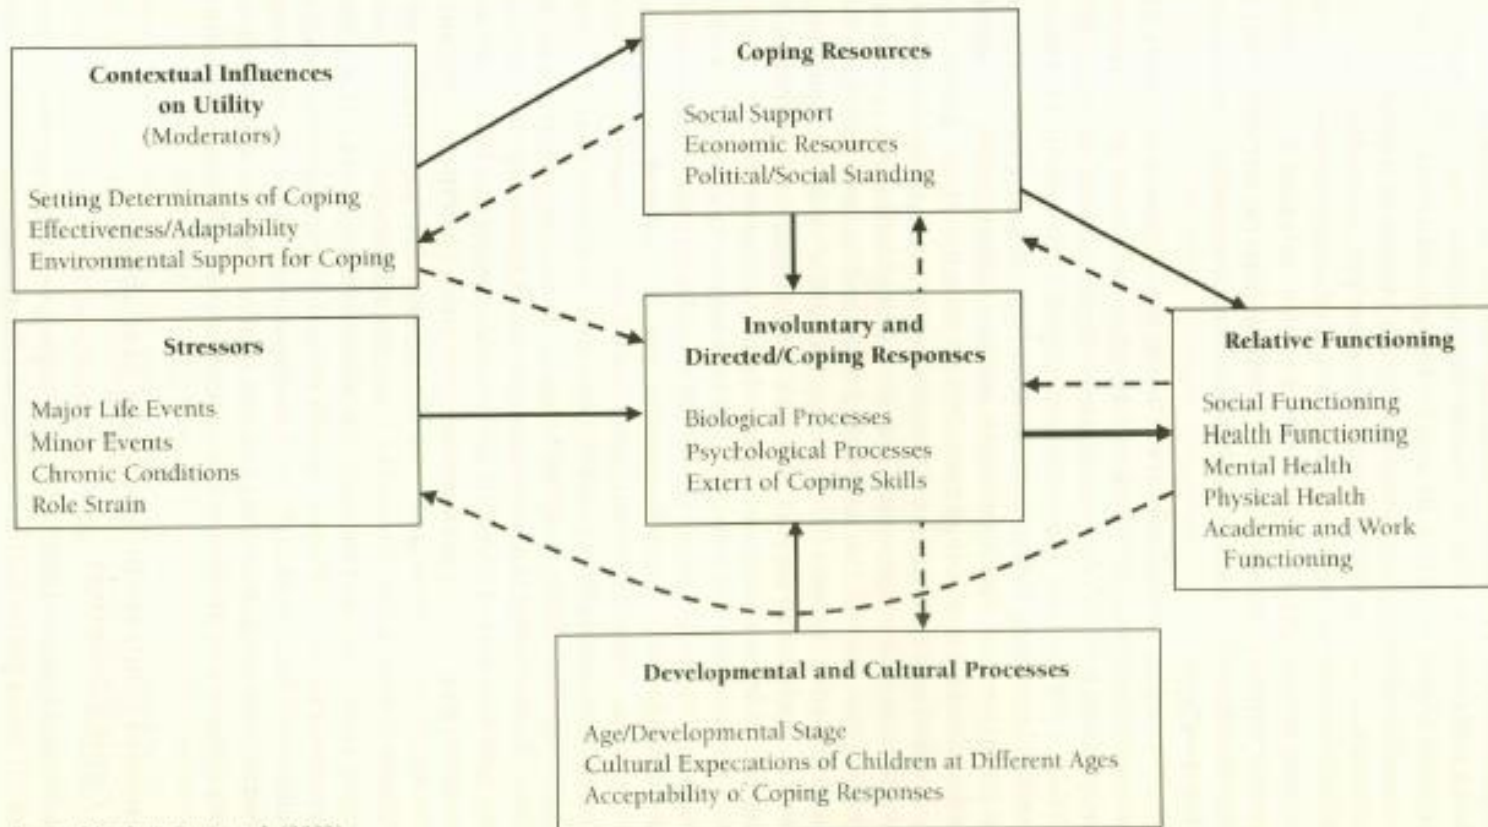 Contextual Influences
on Utility
(Moderators)
Setting Determinants of Coping
Effectiveness/Adaptability
Environmental Support for Coping
Coping Resources
Social Support
Economic Resources
Political/Social Standing
Stressors
Major Life Events
Minor Events
Chronic Conditions
Role Strain
Involuntary and
Directed/Coping Responses
Biological Processes
Psychological Processes
Extent of Coping Skills
Relative Functioning
Social Functioning
Health Functioning
Mental Health
Physical Health
Academic and Work
Functioning
Developmental and Cultural Processes
Age/Developmental Stage
Cultural Expectations of Children at Different Ages
Acceptability of Coping Responses